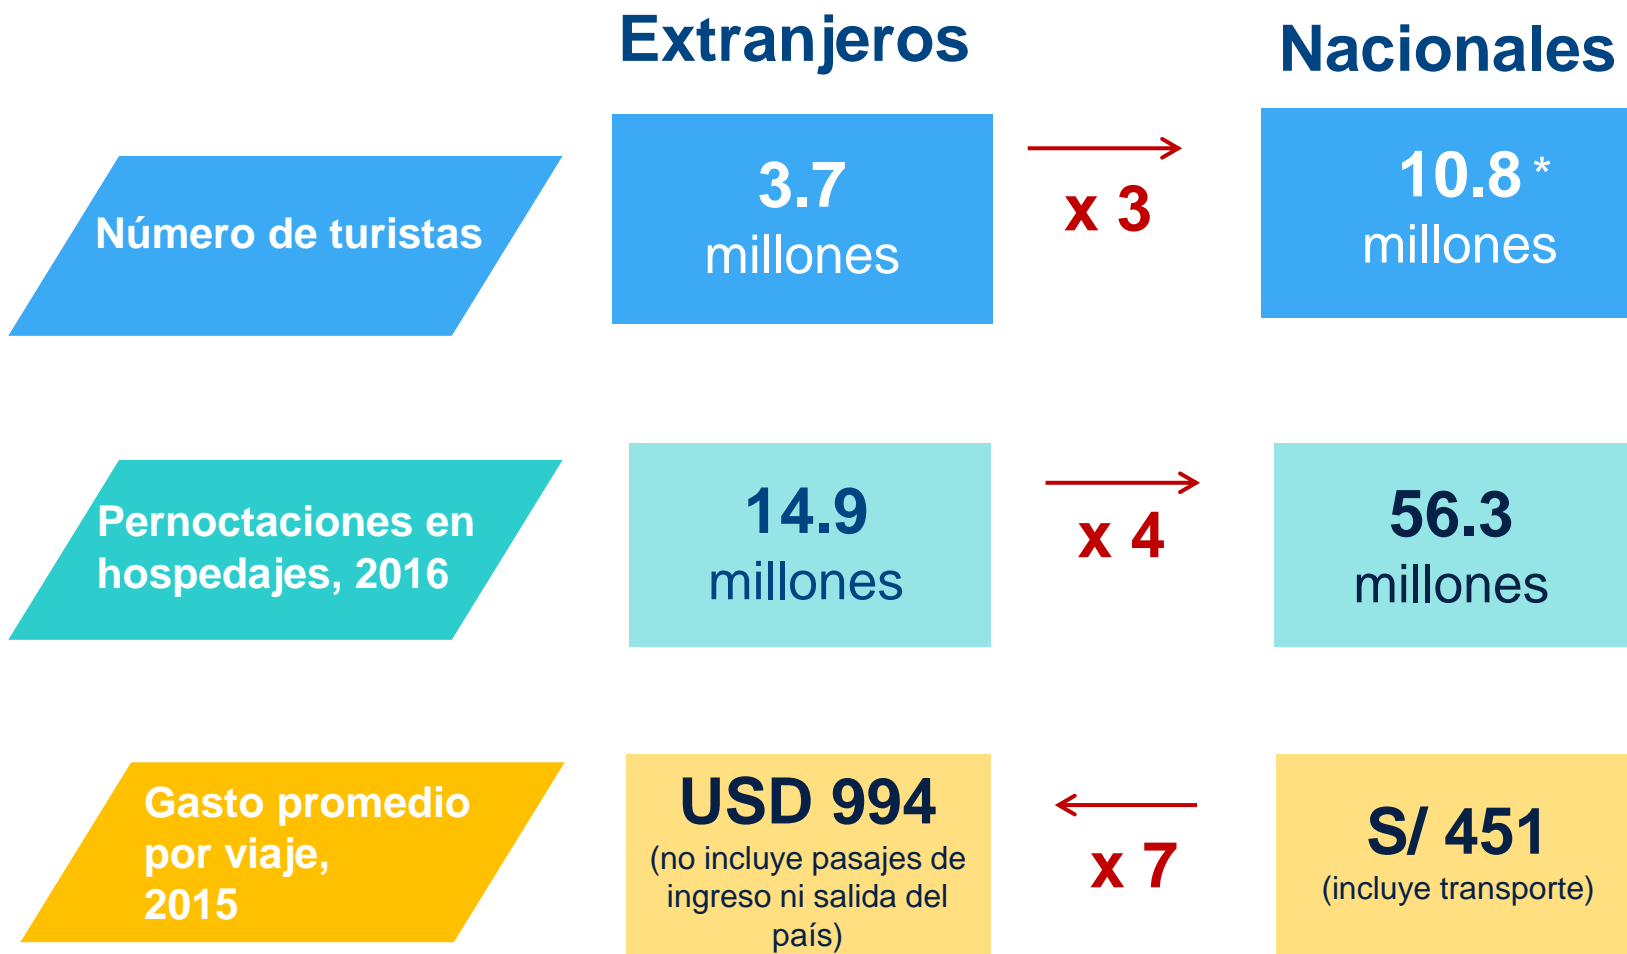 Extranjeros
Nacionales
Número de turistas
3.7
millones
x 3
10.8 *
millones
Pernoctaciones en
hospedajes, 2016
14.9
millones
x 4
56.3
millones
Gasto promedio
por viaje,
2015
USD 994
(no incluye pasajes de
ingreso ni salida del
país)
x 7
S/ 451
(incluye transporte)